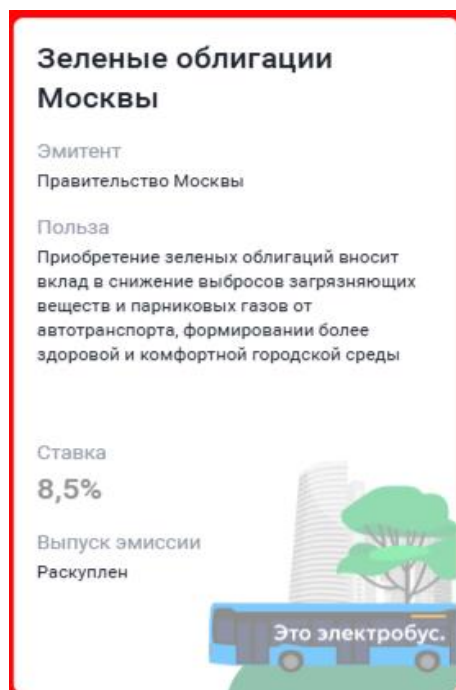 Зеленые облигации
Москвы
Эмитент
Правительство Москвы
Польза
Приобретение зеленых облигаций вносит
вклад в снижение выбросов загрязняющих
веществ и парниковых газов от
автотранспорта, формировании более
здоровой и комфортной городской среды
Ставка
8,5%
Выпуск эмиссии
Раскуплен
Это электробус.